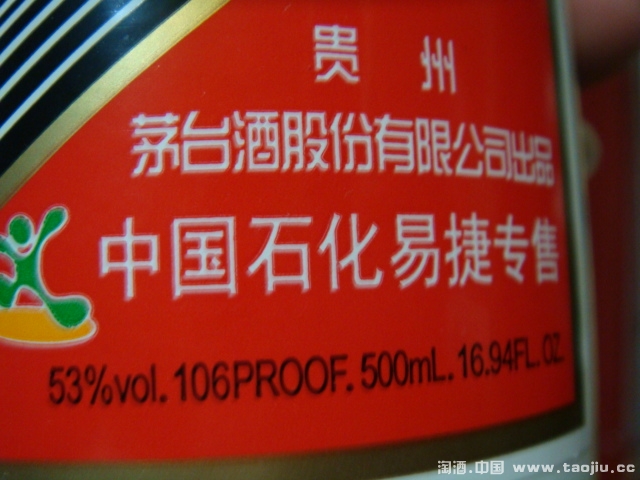 贵州
茅台酒股份有限公司出品
中国石化易捷专售
53%vol. 106PROOF. 500mL. 16.94FL. OZ.
淘酒.中国 www.taojiu.cc